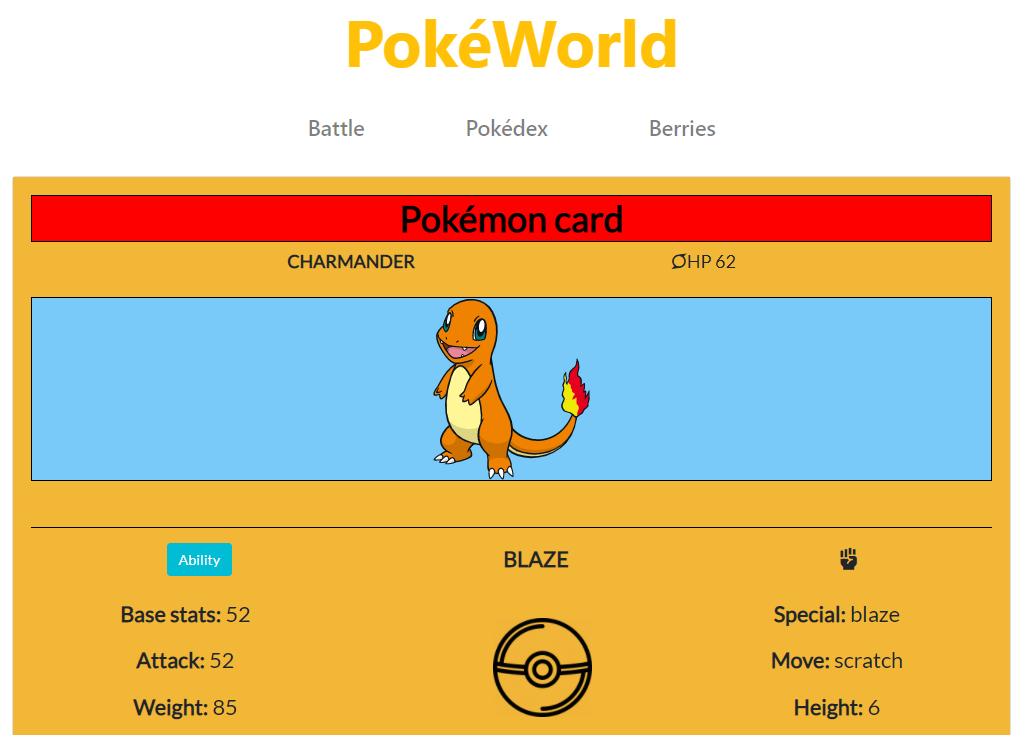 PokéWorld
Battle Pokédex Berries
Pokémon card
CHARMANDER HP 62
Ability BLAZE
Base stats: 52 Special: blaze
Attack: 52 Move: scratch
Weight: 85 Height: 6